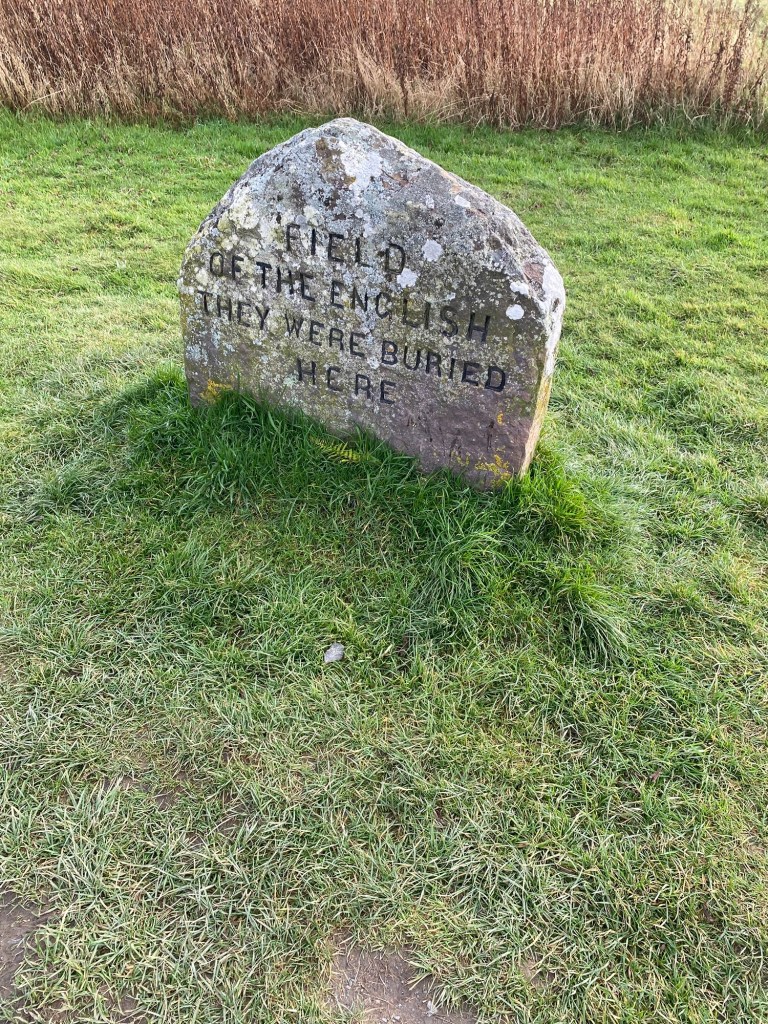 FIELD
OF THE ENGLISH
THEY WERE BURIED
HERE